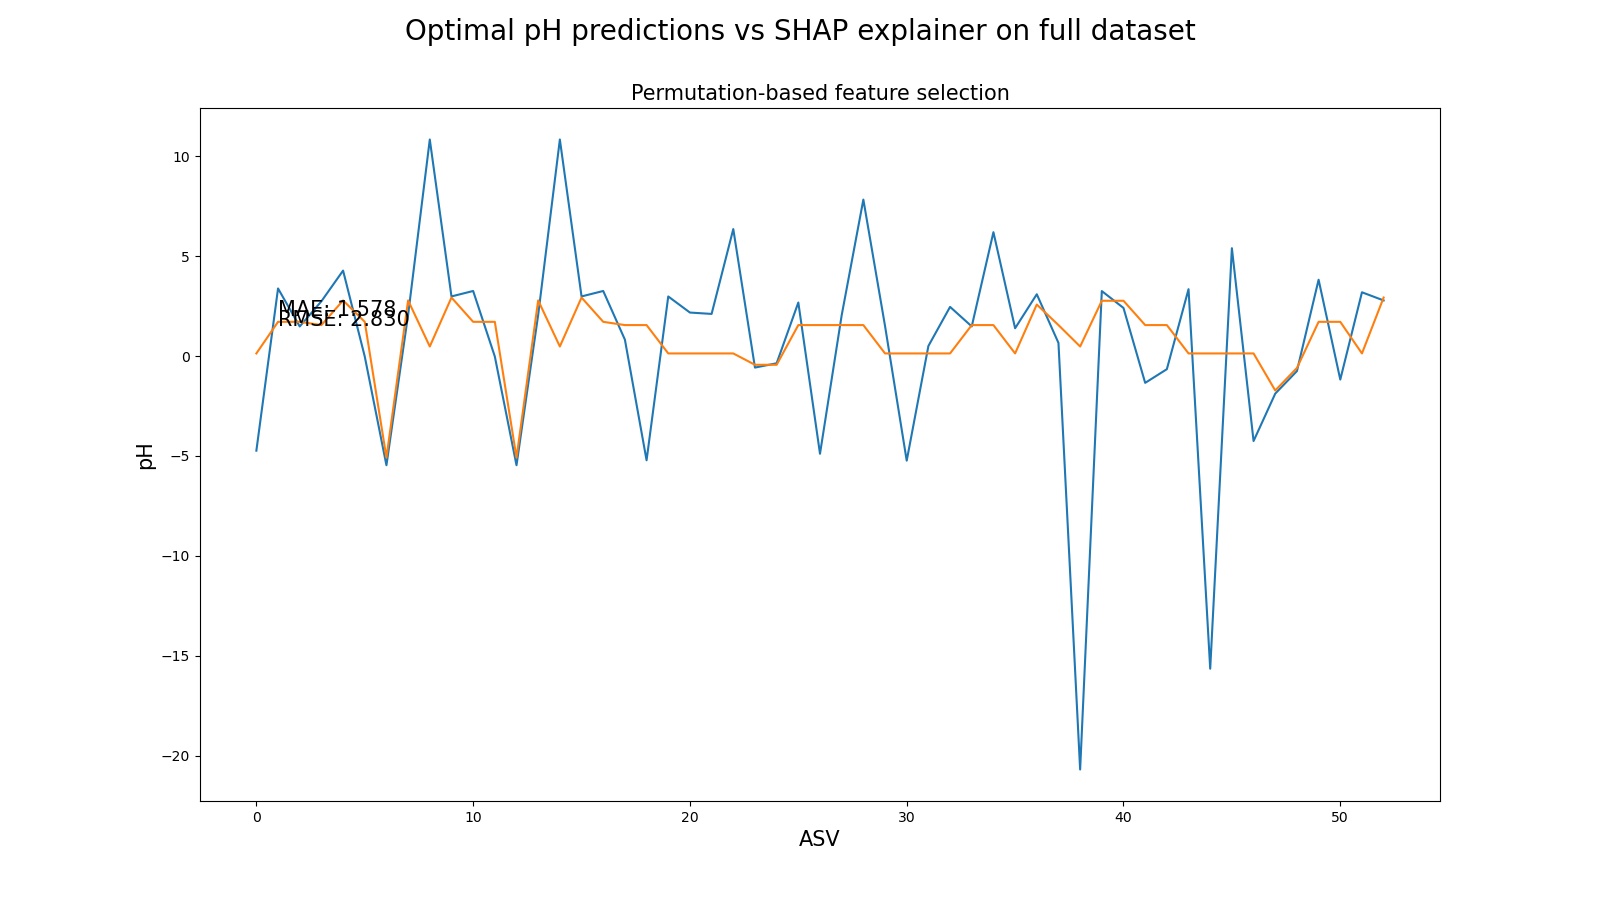 Optimal pH predictions vs SHAP explainer on full dataset
Permutation-based feature selection
10
5
0
−5
−10
−15
−20
pH
MAE: 1.578
RMSE: 2.830
0 10 20 30 40 50
ASV